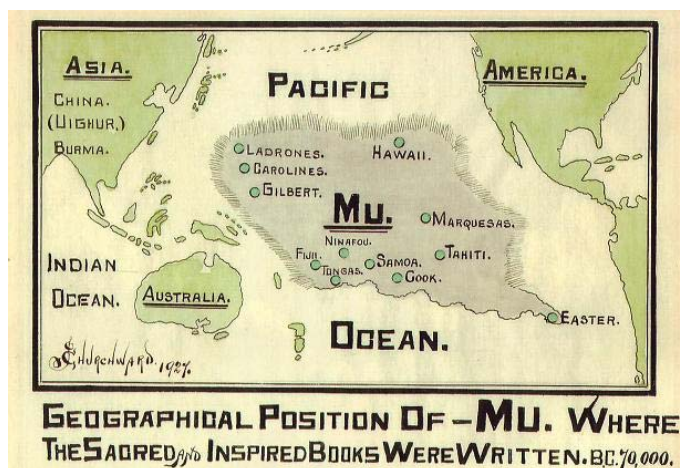 ASIA.
CHINA.
(UIGHUR.)
BURMA.
PACIFIC
AMERICA.
LADRONES.
CAROLINES.
GILBERT.
HAWAII.
MU.
MARQUESAS.
NINAFOU.
FIJI.
TONGAS.
SAMOA.
TAHITI.
COOK.
EASTER.
INDIAN
OCEAN.
AUSTRALIA.
OCEAN.
J CHURCHWARD. 1927.
GEOGRAPHICAL POSITION OF - MU. WHERE
THE SACRED AND INSPIRED BOOKS WERE WRITTEN. B.C. 70,000.